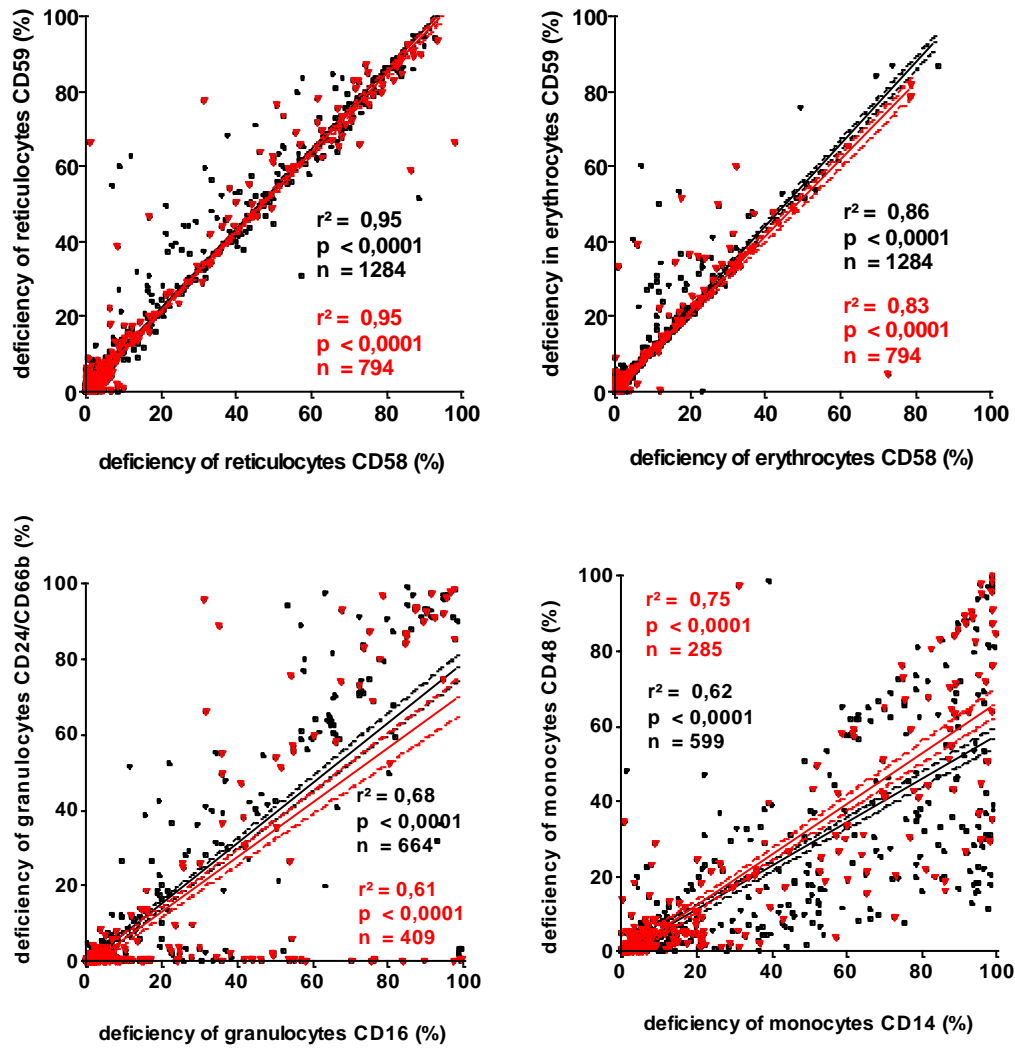 deficiency of reticulocytes CD59 (%)
100
80
60
40
20
0
r² = 0,95
p < 0,0001
n = 1284
r² = 0,95
p < 0,0001
n = 794
0 20 40 60 80 100
deficiency of reticulocytes CD58 (%)
deficiency in erythrocytes CD59 (%)
100
80
60
40
20
0
r² = 0,86
p < 0,0001
n = 1284
r² = 0,83
p < 0,0001
n = 794
0 20 40 60 80 100
deficiency of erythrocytes CD58 (%)
deficiency of granulocytes CD24/CD66b (%)
100
80
60
40
20
0
r² = 0,68
p < 0,0001
n = 664
r² = 0,61
p < 0,0001
n = 409
0 20 40 60 80 100
deficiency of granulocytes CD16 (%)
deficiency of monocytes CD48 (%)
100
80
60
40
20
0
r² = 0,75
p < 0,0001
n = 285
r² = 0,62
p < 0,0001
n = 599
0 20 40 60 80 100
deficiency of monocytes CD14 (%)